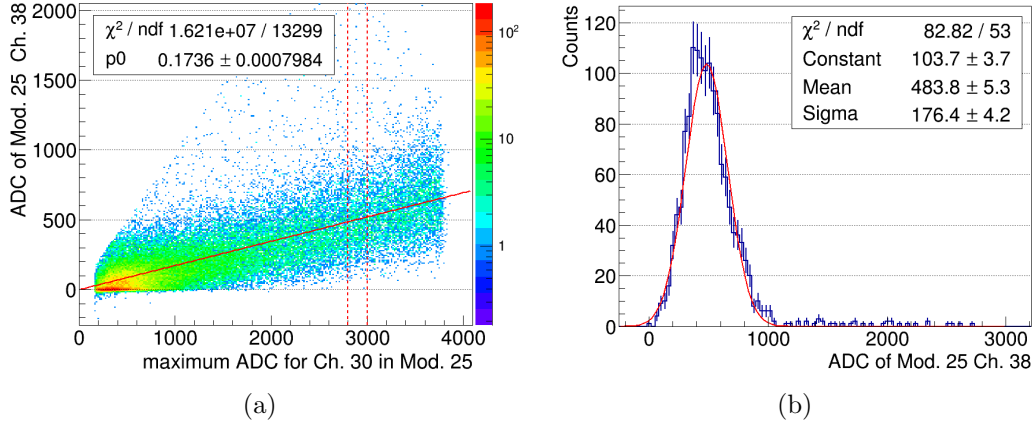 ADC of Mod. 25 Ch. 38
2000
1500
1000
500
0
χ² / ndf 1.621e+07 / 13299
p0 0.1736 ± 0.0007984
10²
10
1
0 1000 2000 3000 4000
maximum ADC for Ch. 30 in Mod. 25
(a)
Counts
120
100
80
60
40
20
0
χ² / ndf 82.82 / 53
Constant 103.7 ± 3.7
Mean 483.8 ± 5.3
Sigma 176.4 ± 4.2
0 1000 2000 3000
ADC of Mod. 25 Ch. 38
(b)